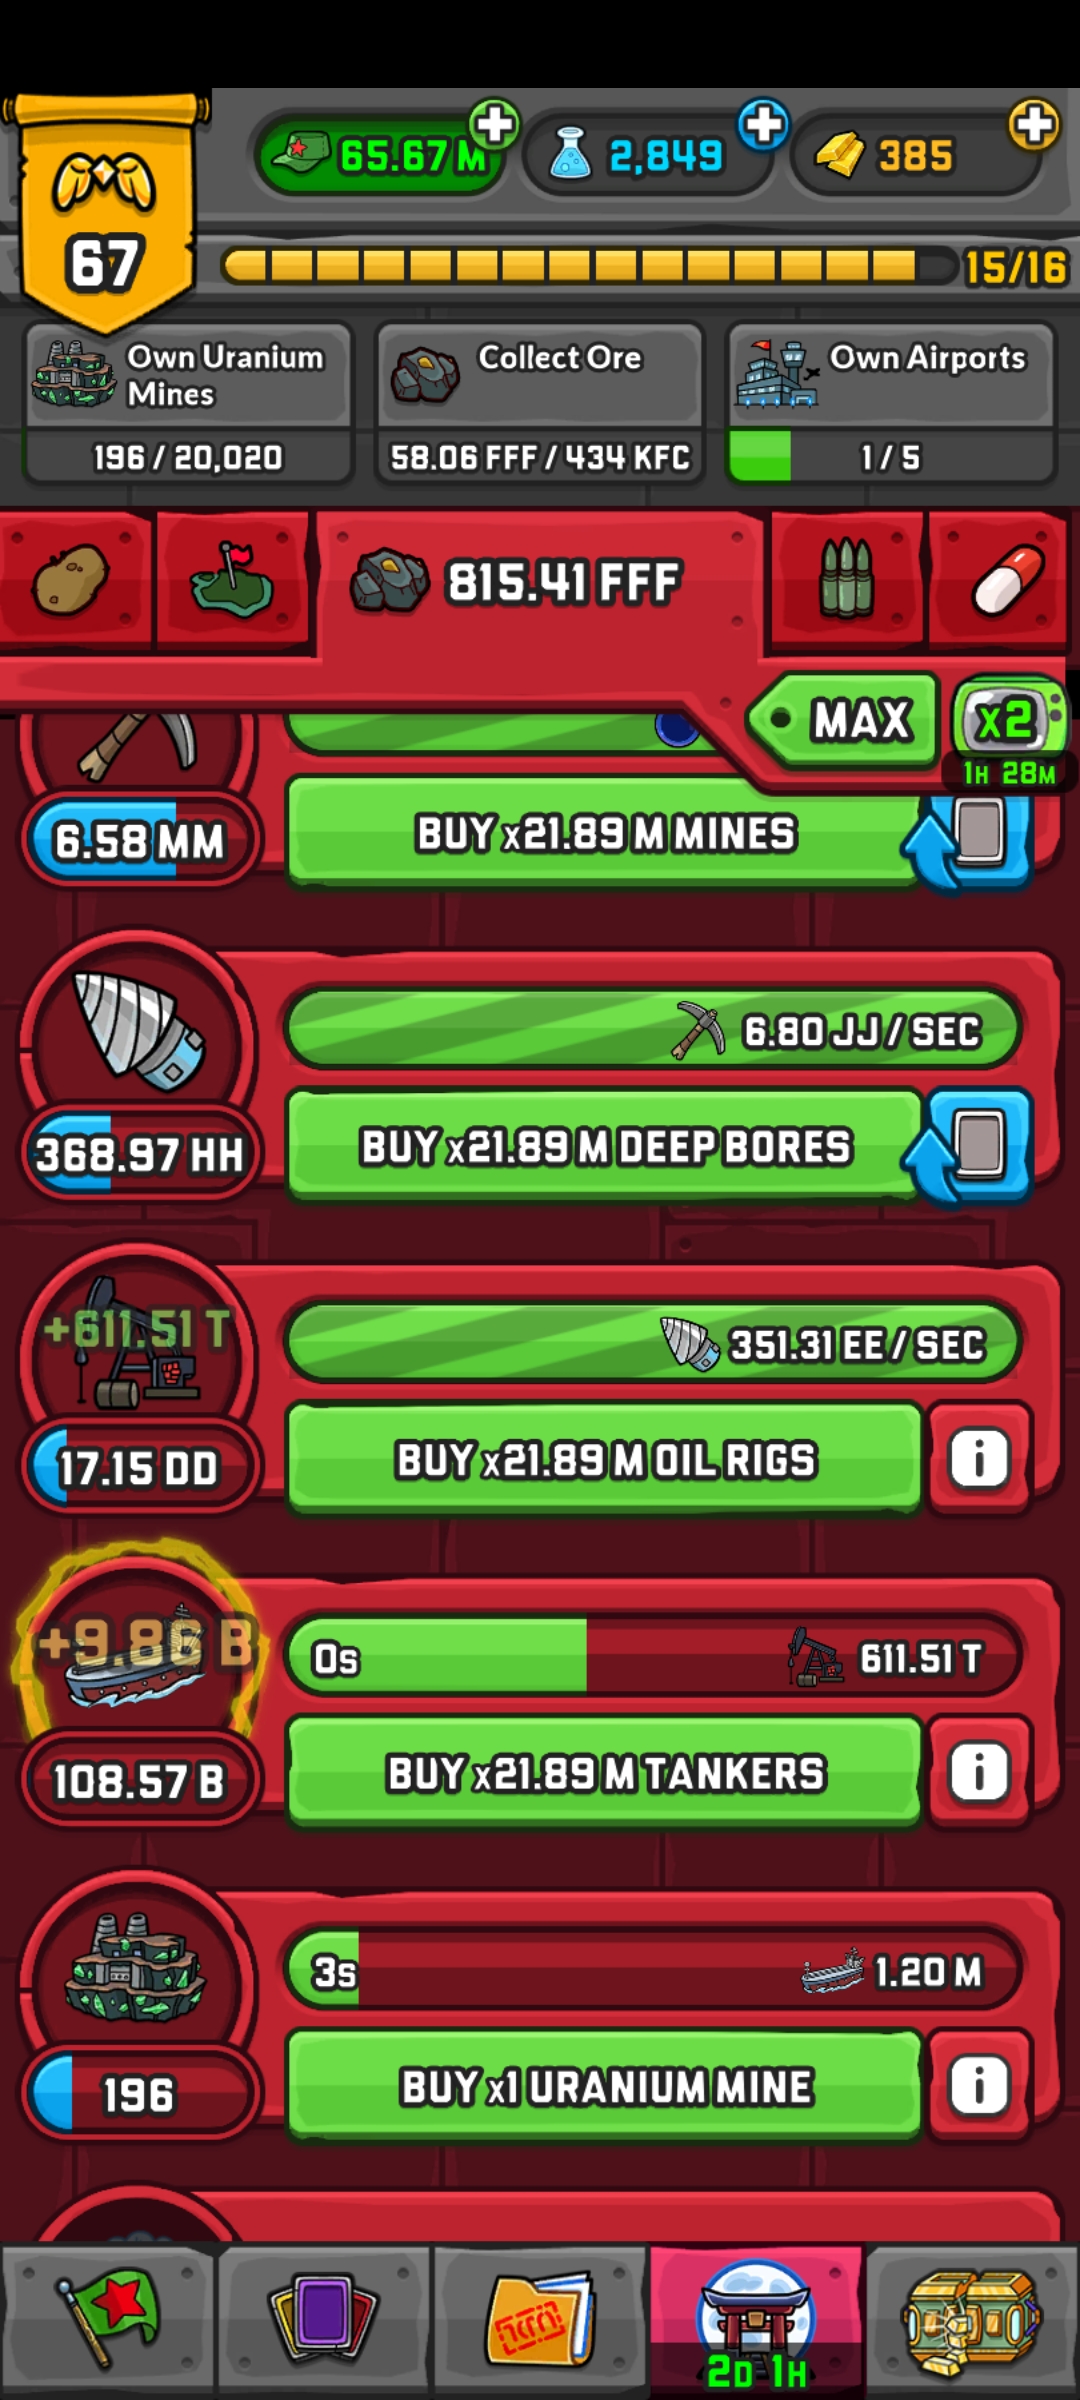 65.67 M
2,849
385
67
15/16
Own Uranium
Mines
196 / 20,020
Collect Ore
58.06 FFF / 434 KFC
Own Airports
1 / 5
815.41 FFF
MAX
x2
1H 28M
6.58 MM
BUY x21.89 M MINES
6.80 JJ / SEC
368.97 HH
BUY x21.89 M DEEP BORES
+611.51 T
351.31 EE / SEC
17.15 DD
BUY x21.89 M OIL RIGS
i
+9.86 B
0s
611.51 T
108.57 B
BUY x21.89 M TANKERS
i
3s
1.20 M
196
BUY x1 URANIUM MINE
i
2D 1H